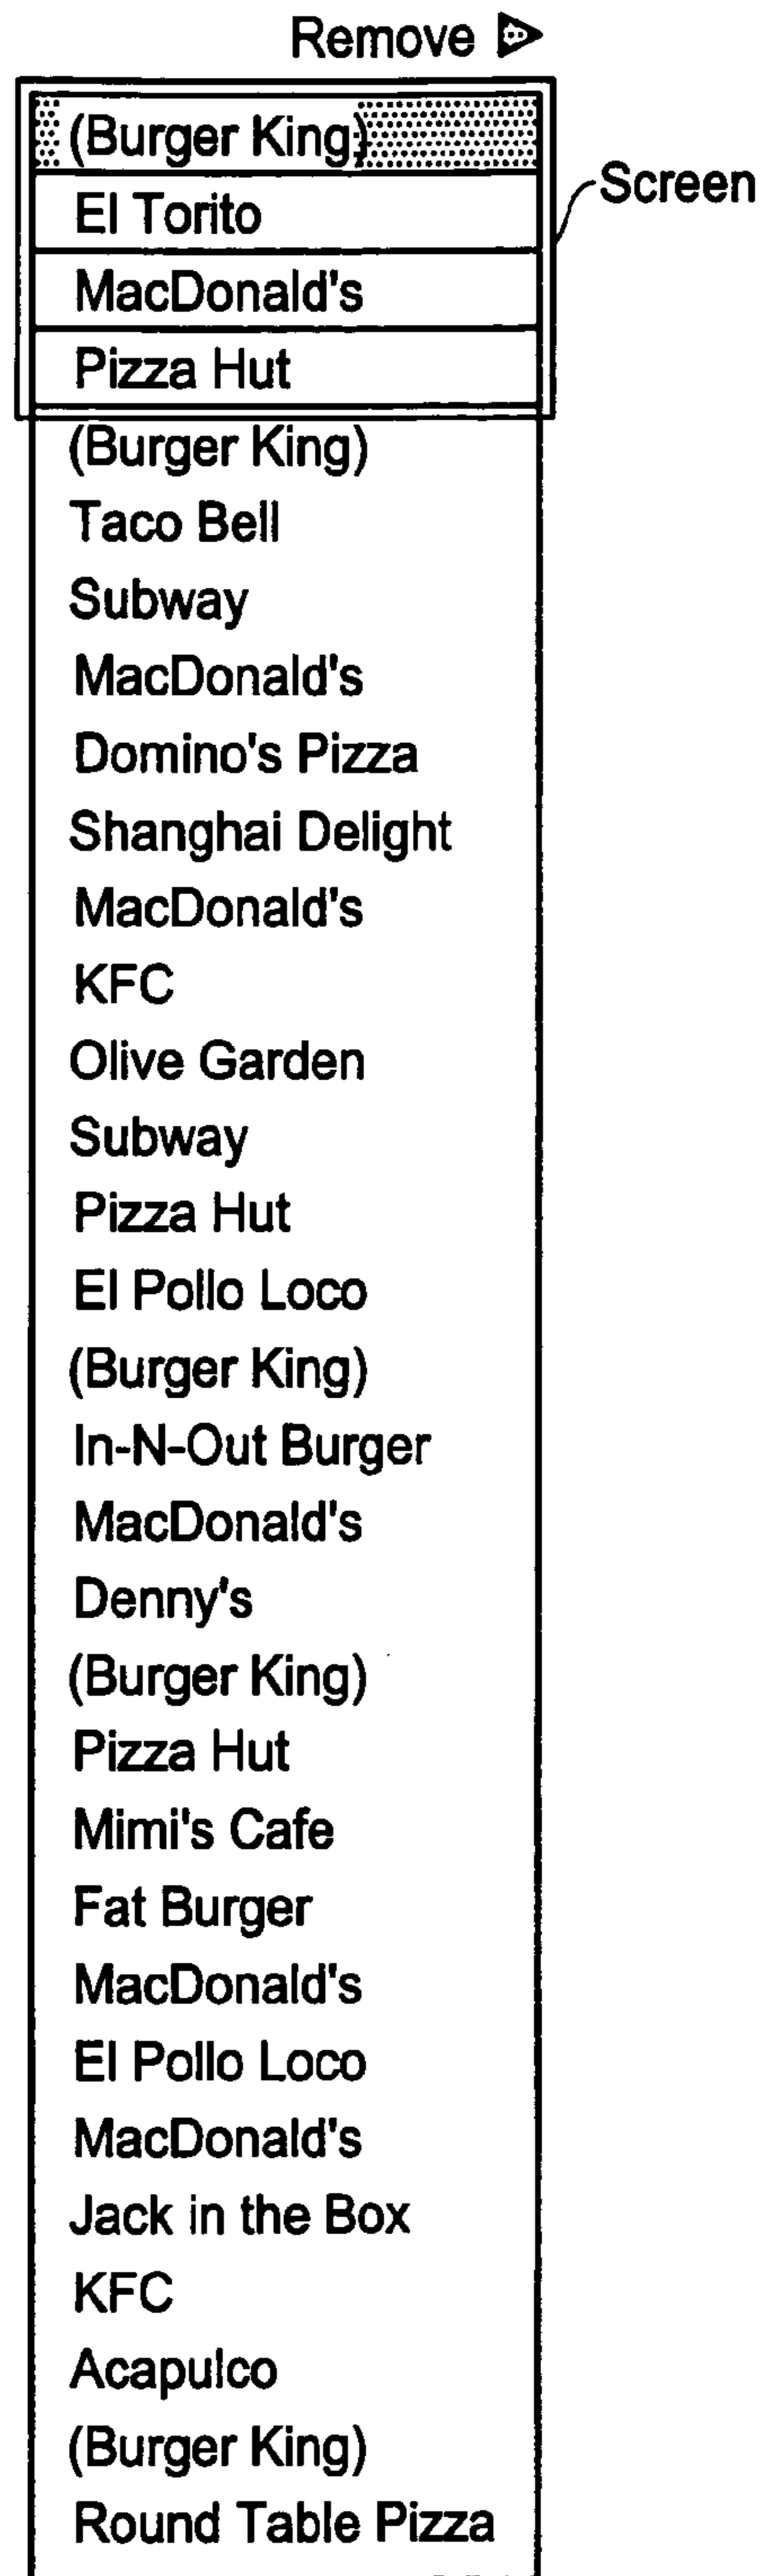 Remove
(Burger King)
Screen
El Torito
MacDonald's
Pizza Hut
(Burger King)
Taco Bell
Subway
MacDonald's
Domino's Pizza
Shanghai Delight
MacDonald's
KFC
Olive Garden
Subway
Pizza Hut
El Pollo Loco
(Burger King)
In-N-Out Burger
MacDonald's
Denny's
(Burger King)
Pizza Hut
Mimi's Cafe
Fat Burger
MacDonald's
El Pollo Loco
MacDonald's
Jack in the Box
KFC
Acapulco
(Burger King)
Round Table Pizza